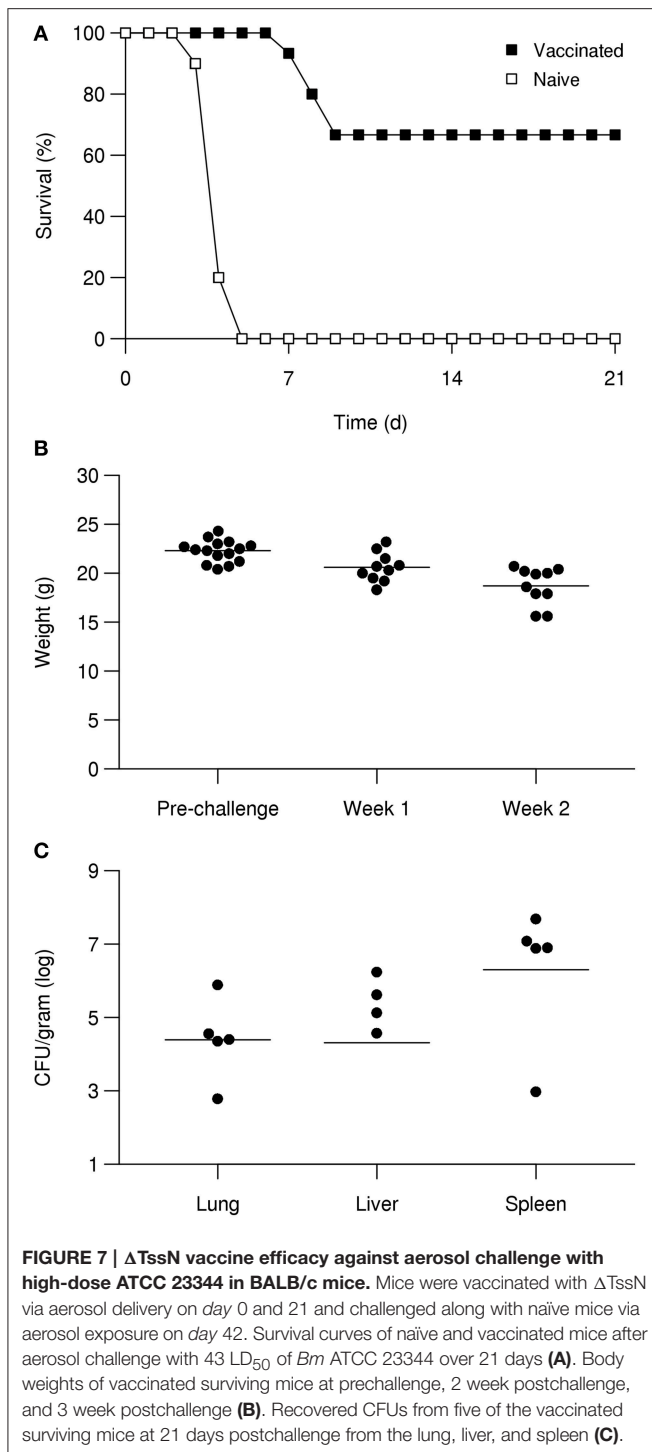 A
100
80
60
40
20
0
Survival (%)
Vaccinated
Naive
0 7 14 21
Time (d)
B
30
25
20
15
10
5
0
Weight (g)
Pre-challenge Week 1 Week 2
C
9
7
5
3
1
CFU/gram (log)
Lung Liver Spleen
FIGURE 7 | ΔTssN vaccine efficacy against aerosol challenge with
high-dose ATCC 23344 in BALB/c mice. Mice were vaccinated with ΔTssN
via aerosol delivery on day 0 and 21 and challenged along with naïve mice via
aerosol exposure on day 42. Survival curves of naïve and vaccinated mice after
aerosol challenge with 43 LD50 of Bm ATCC 23344 over 21 days (A). Body
weights of vaccinated surviving mice at prechallenge, 2 week postchallenge,
and 3 week postchallenge (B). Recovered CFUs from five of the vaccinated
surviving mice at 21 days postchallenge from the lung, liver, and spleen (C).